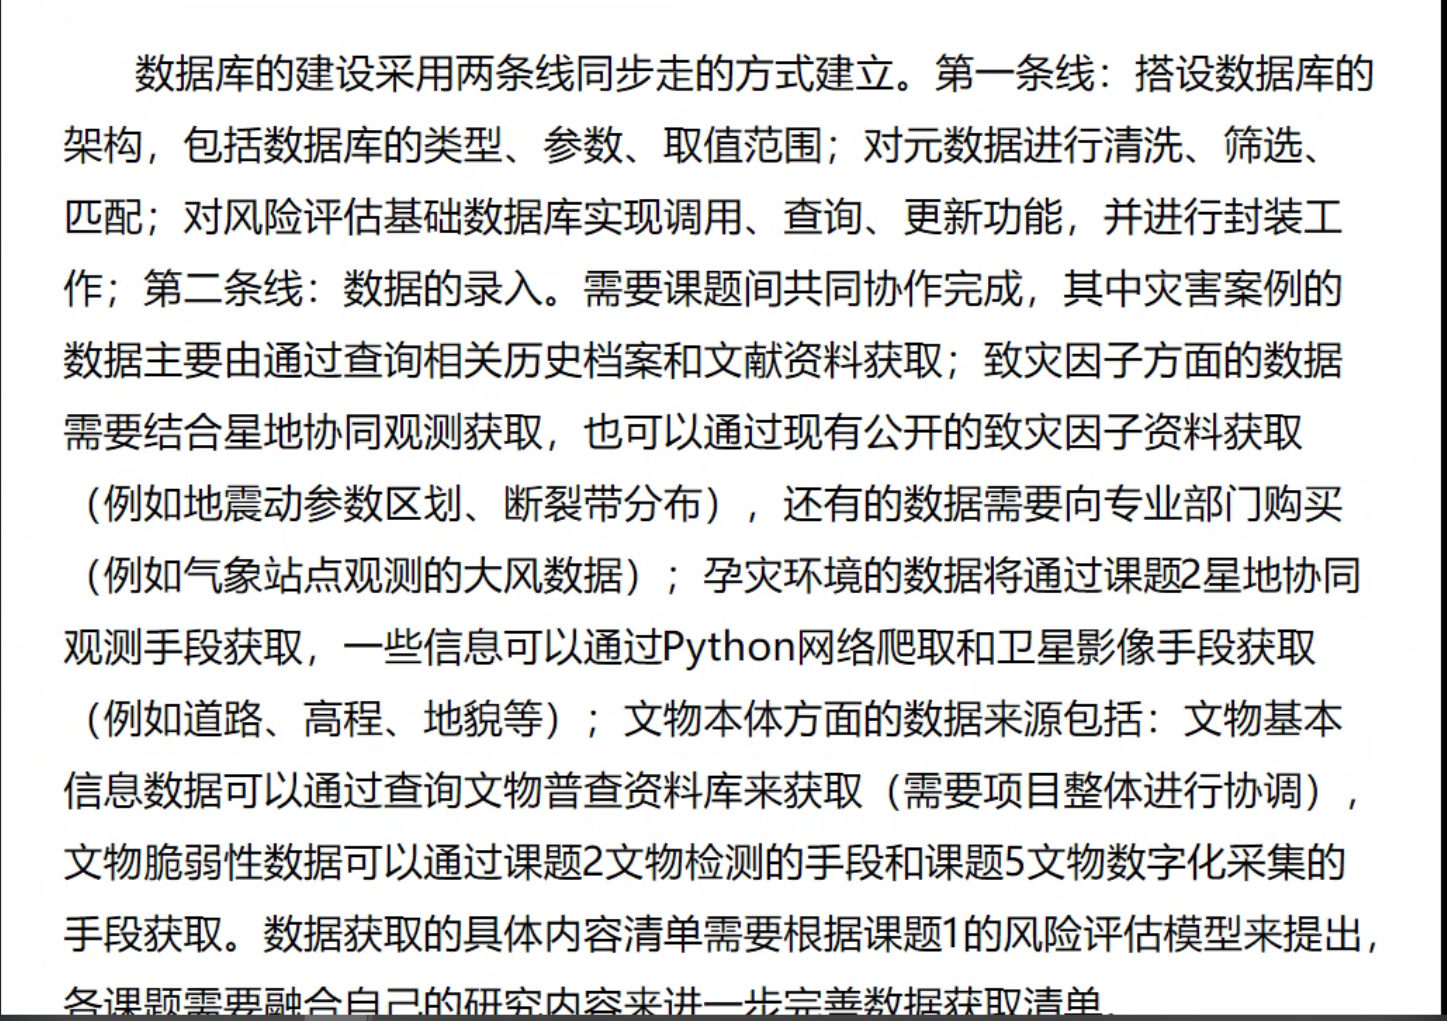 数据库的建设采用两条线同步走的方式建立。第一条线：搭设数据库的
架构，包括数据库的类型、参数、取值范围；对元数据进行清洗、筛选、
匹配；对风险评估基础数据库实现调用、查询、更新功能，并进行封装工
作；第二条线：数据的录入。需要课题间共同协作完成，其中灾害案例的
数据主要由通过查询相关历史档案和文献资料获取；致灾因子方面的数据
需要结合星地协同观测获取，也可以通过现有公开的致灾因子资料获取
（例如地震动参数区划、断裂带分布），还有的数据需要向专业部门购买
（例如气象站点观测的大风数据）；孕灾环境的数据将通过课题2星地协同
观测手段获取，一些信息可以通过Python网络爬取和卫星影像手段获取
（例如道路、高程、地貌等）；文物本体方面的数据来源包括：文物基本
信息数据可以通过查询文物普查资料库来获取（需要项目整体进行协调），
文物脆弱性数据可以通过课题2文物检测的手段和课题5文物数字化采集的
手段获取。数据获取的具体内容清单需要根据课题1的风险评估模型来提出，
各课题需要融合自己的研究内容来进一步完善数据获取清单。